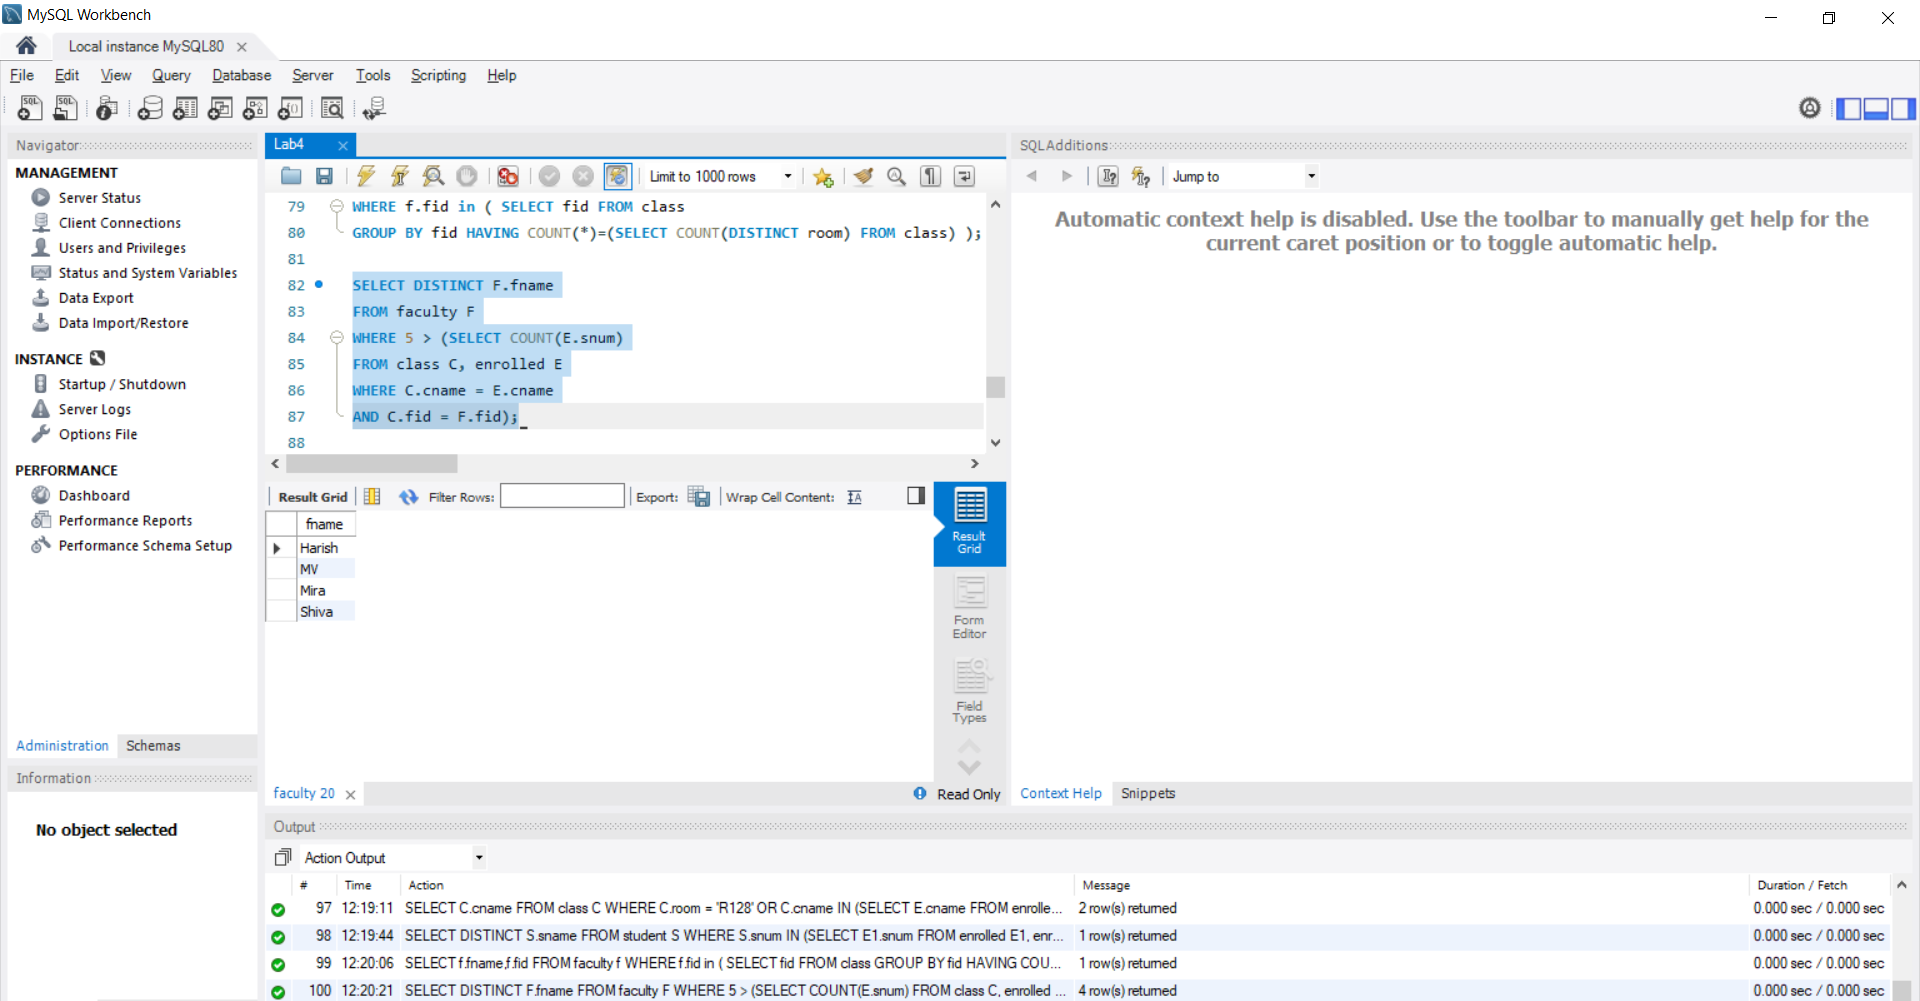 MySQL Workbench
Local instance MySQL80
File Edit View Query Database Server Tools Scripting Help
Navigator
MANAGEMENT
Server Status
Client Connections
Users and Privileges
Status and System Variables
Data Export
Data Import/Restore
INSTANCE
Startup / Shutdown
Server Logs
Options File
PERFORMANCE
Dashboard
Performance Reports
Performance Schema Setup
Administration Schemas
Information
No object selected
Lab4
Limit to 1000 rows
79 WHERE f.fid in ( SELECT fid FROM class
80 GROUP BY fid HAVING COUNT(*)=(SELECT COUNT(DISTINCT room) FROM class) );
81
82 SELECT DISTINCT F.fname
83 FROM faculty F
84 WHERE 5 > (SELECT COUNT(E.snum)
85 FROM class C, enrolled E
86 WHERE C.cname = E.cname
87 AND C.fid = F.fid);
88
Result Grid Filter Rows: Export: Wrap Cell Content:
fname
Harish
MV
Mira
Shiva
Result
Grid
Form
Editor
Field
Types
faculty 20 Read Only
SQLAdditions
Jump to
Automatic context help is disabled. Use the toolbar to manually get help for the
current caret position or to toggle automatic help.
Context Help Snippets
Output
Action Output
# Time Action Message Duration / Fetch
97 12:19:11 SELECT C.cname FROM class C WHERE C.room = 'R128' OR C.cname IN (SELECT E.cname FROM enrolle... 2 row(s) returned 0.000 sec / 0.000 sec
98 12:19:44 SELECT DISTINCT S.sname FROM student S WHERE S.snum IN (SELECT E1.snum FROM enrolled E1, enr... 1 row(s) returned 0.000 sec / 0.000 sec
99 12:20:06 SELECT f.fname,f.fid FROM faculty f WHERE f.fid in ( SELECT fid FROM class GROUP BY fid HAVING COU... 1 row(s) returned 0.000 sec / 0.000 sec
100 12:20:21 SELECT DISTINCT F.fname FROM faculty F WHERE 5 > (SELECT COUNT(E.snum) FROM class C, enrolled ... 4 row(s) returned 0.000 sec / 0.000 sec